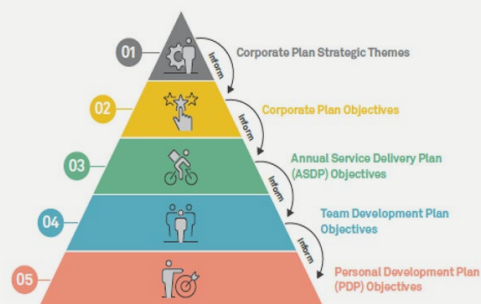 01
Corporate Plan Strategic Themes
Inform
02
Corporate Plan Objectives
Inform
03
Annual Service Delivery Plan
(ASDP) Objectives
Inform
04
Team Development Plan
Objectives
Inform
05
Personal Development Plan
(PDP) Objectives